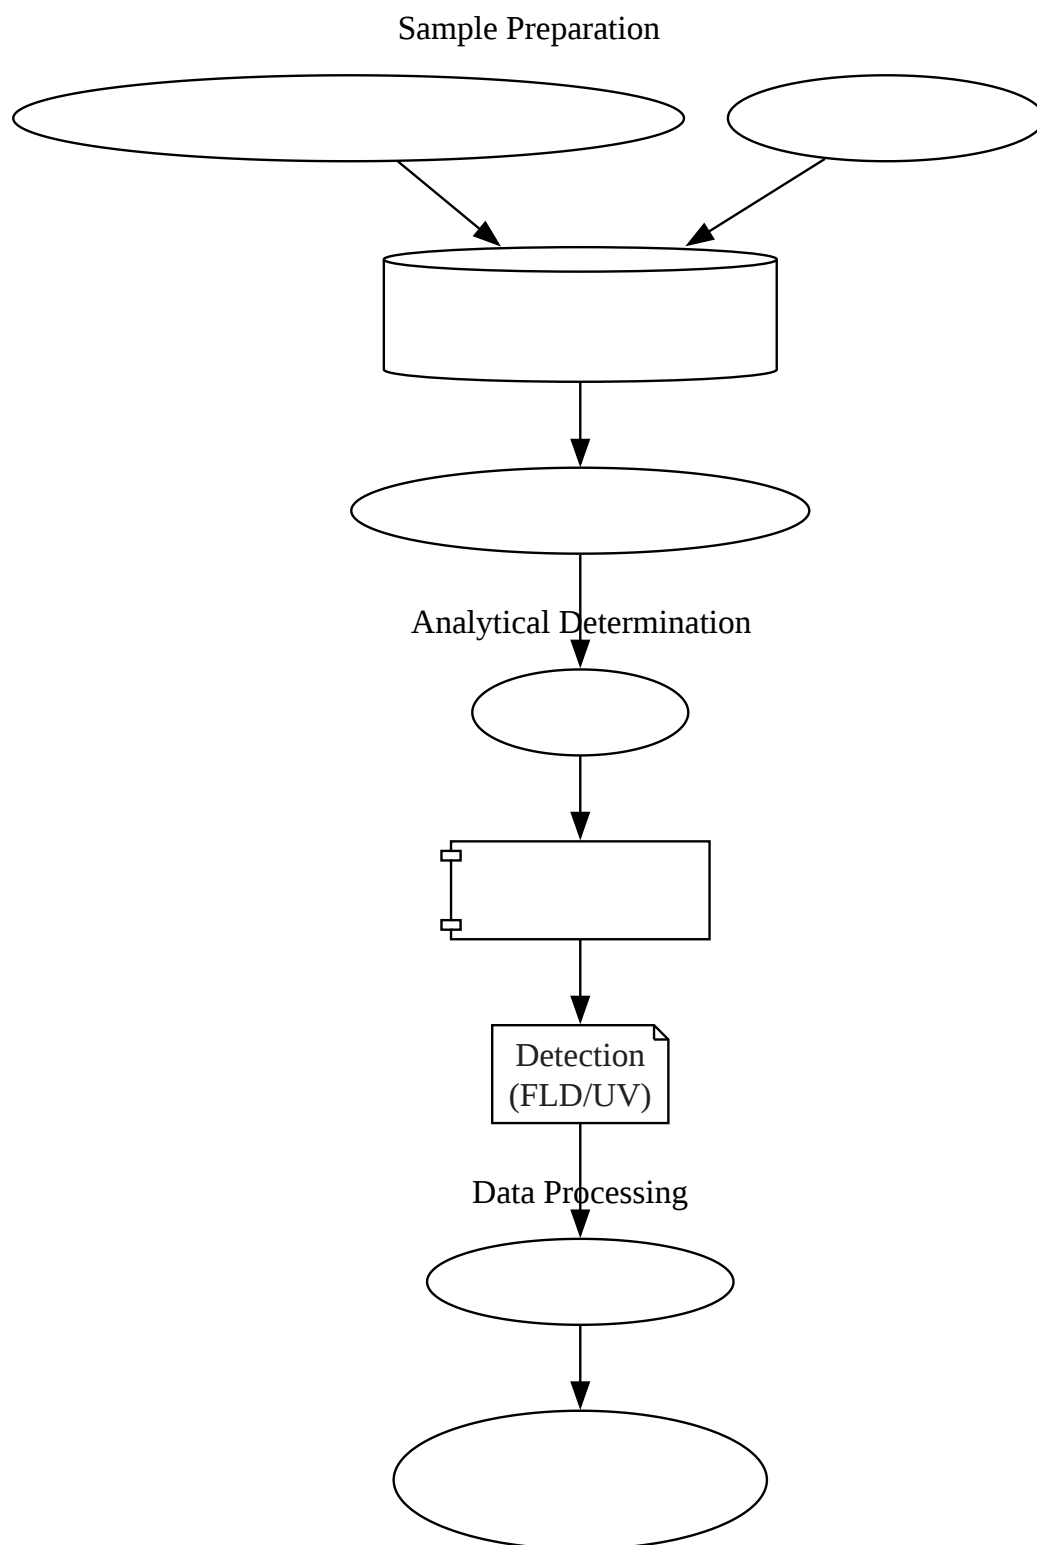 Sample Preparation
Analytical Determination
Detection
(FLD/UV)
Data Processing